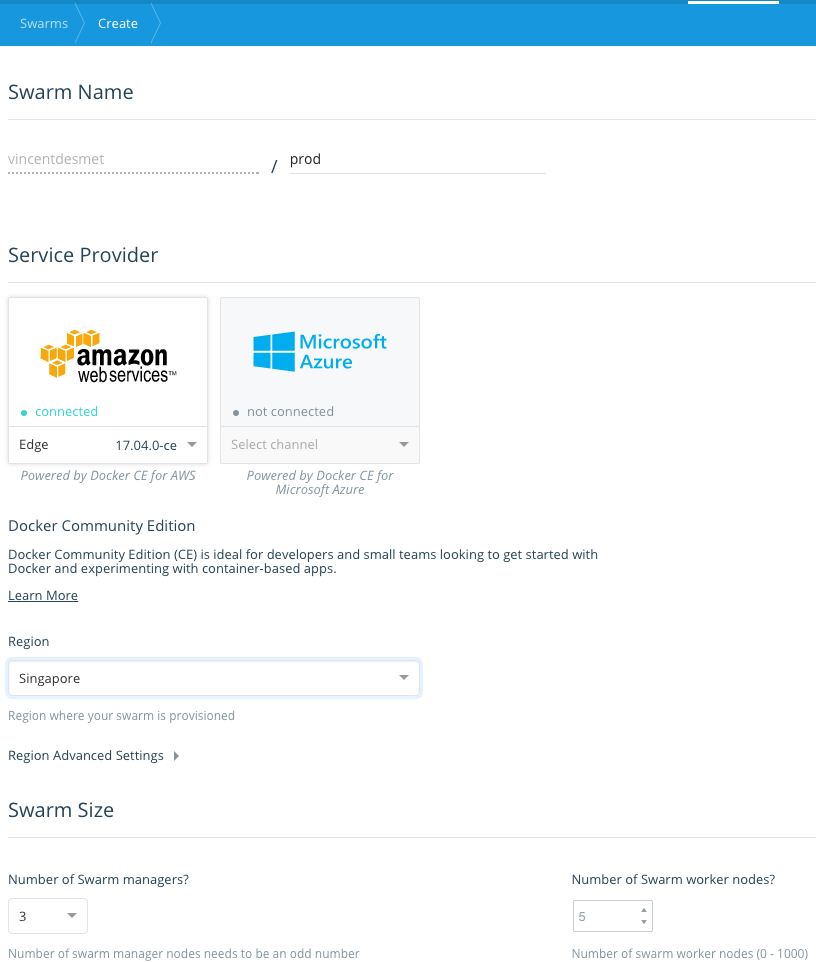 Swarms Create
Swarm Name
vincentdesmet / prod
Service Provider
amazon
web services™
Microsoft
Azure
connected
not connected
Edge 17.04.0-ce
Select channel
Powered by Docker CE for AWS
Powered by Docker CE for
Microsoft Azure
Docker Community Edition
Docker Community Edition (CE) is ideal for developers and small teams looking to get started with
Docker and experimenting with container-based apps.
Learn More
Region
Singapore
Region where your swarm is provisioned
Region Advanced Settings
Swarm Size
Number of Swarm managers?
3
Number of swarm manager nodes needs to be an odd number
Number of Swarm worker nodes?
5
Number of swarm worker nodes (0 - 1000)